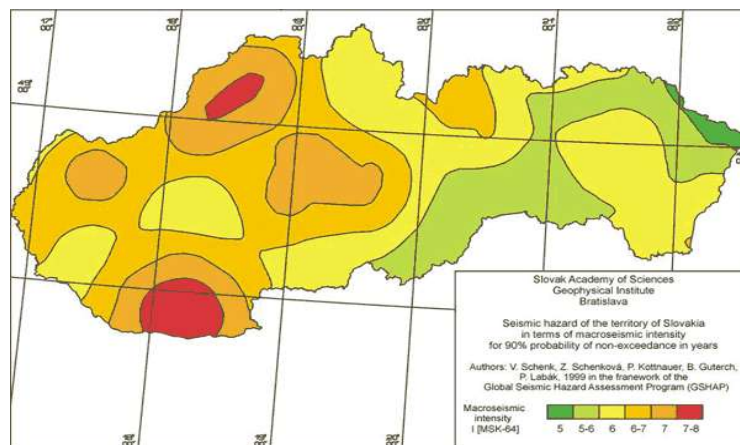 Slovak Academy of Sciences
Geophysical Institute
Bratislava
Seismic hazard of the territory of Slovakia
in terms of macroseismic intensity
for 90% probability of non-exceedance in years
Authors: V. Schenk, Z. Schenková, P. Kottnauer, B. Guterch,
P. Labák, 1999 in the franework of the
Global Seismic Hazard Assessment Program (GSHAP)
Macroseismic
intensity
I [MSK-64]
5 5-6 6 6-7 7 7-8